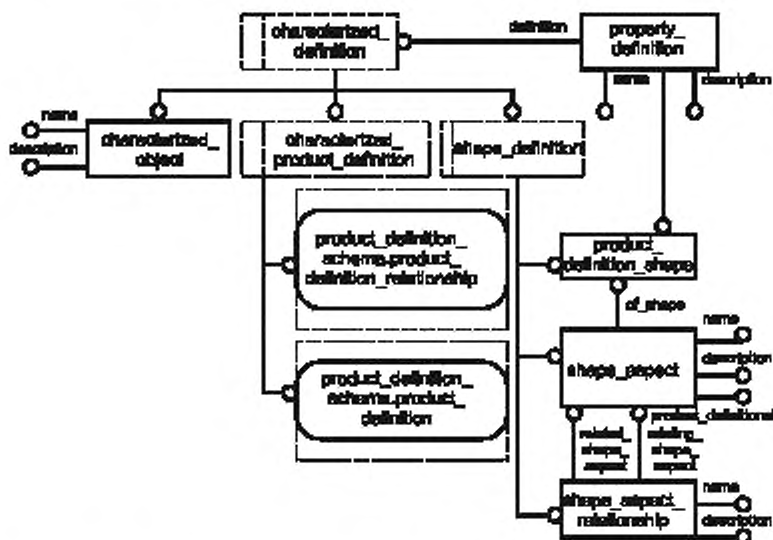 characterized_
definition
definition
property_
definition
name
description
name
description
characterized_
object
characterized_
product_definition
shape_definition
product_definition_
schema.product_
definition_relationship
product_
definition_shape
of_shape
name
description
product_definitional
shape_aspect
product_definition_
schema.product_
definition
related_
shape_
aspect
relating_
shape_
aspect
shape_aspect_
relationship
name
description